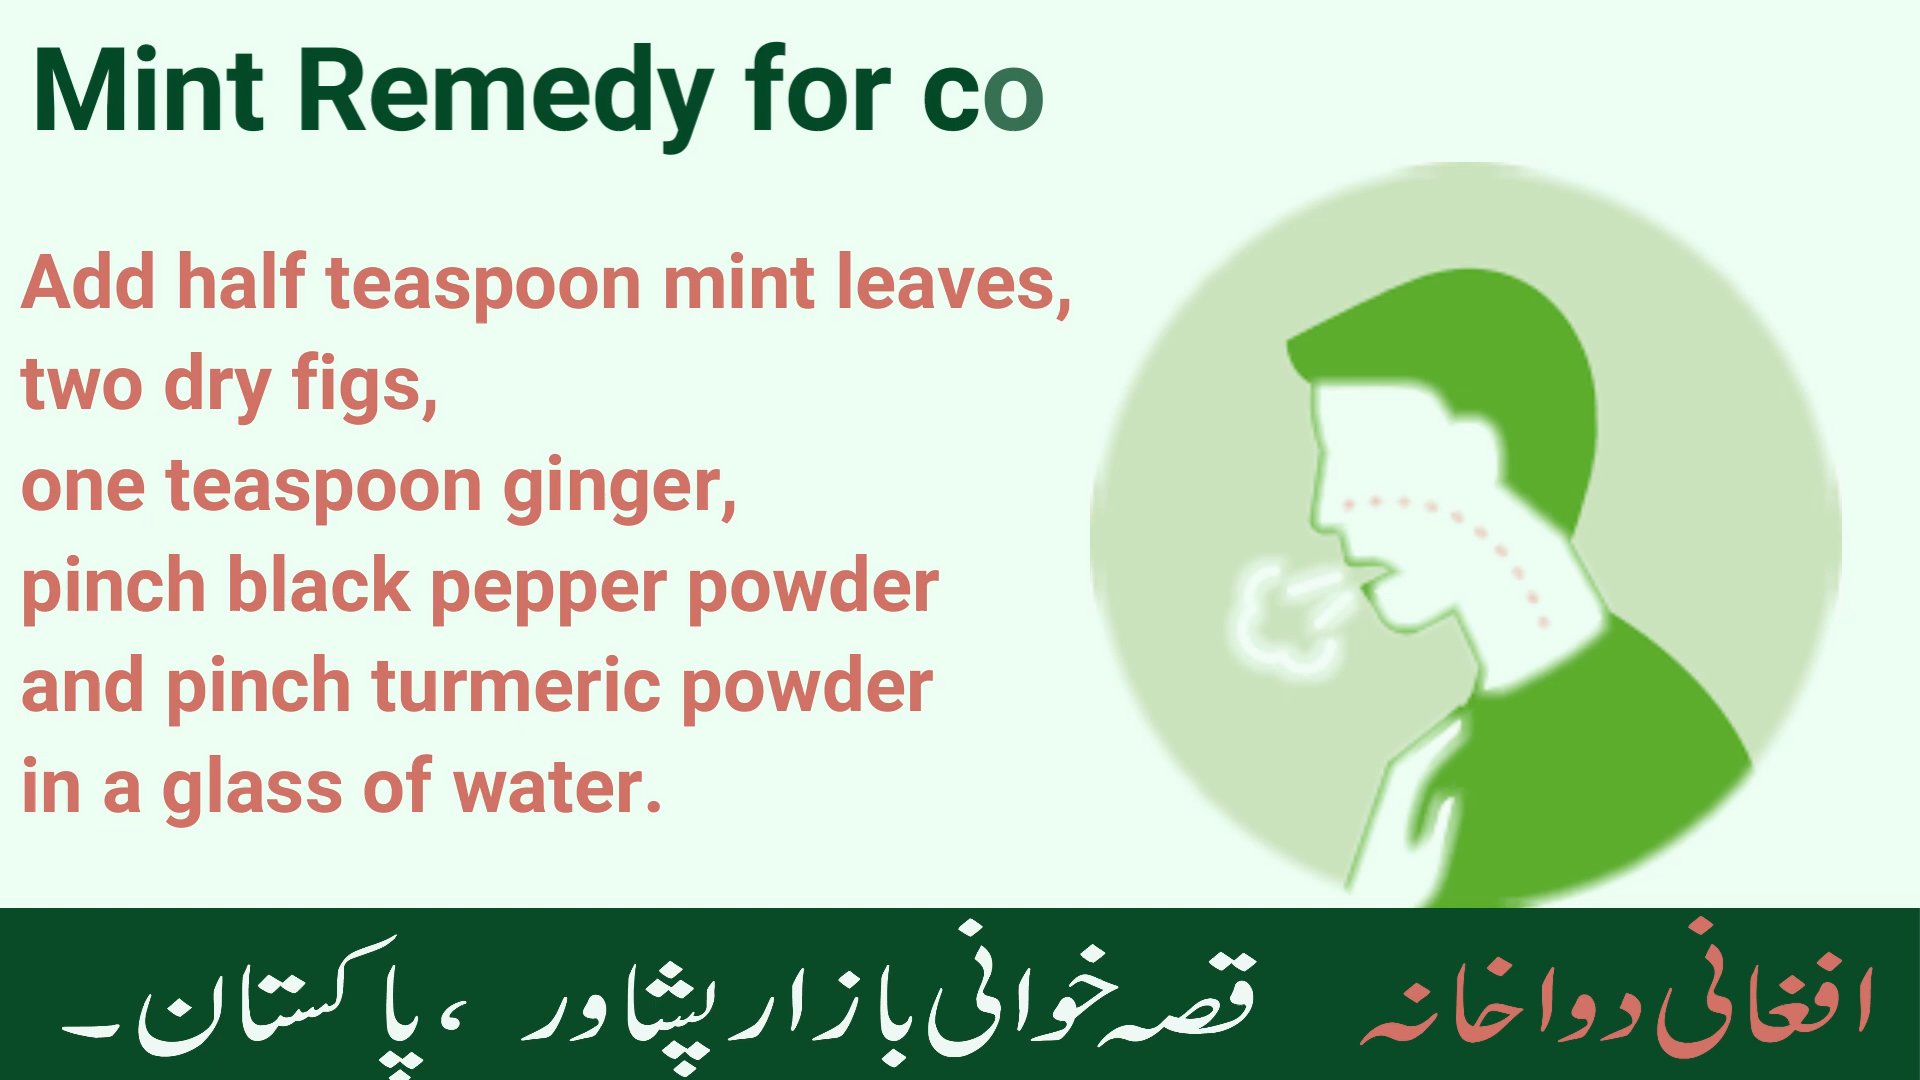 Mint Remedy for co
Add half teaspoon mint leaves,
two dry figs,
one teaspoon ginger,
pinch black pepper powder
and pinch turmeric powder
in a glass of water.
افغانی دواخانہ قصہ خوانی بازار پشاور ، پاکستان۔